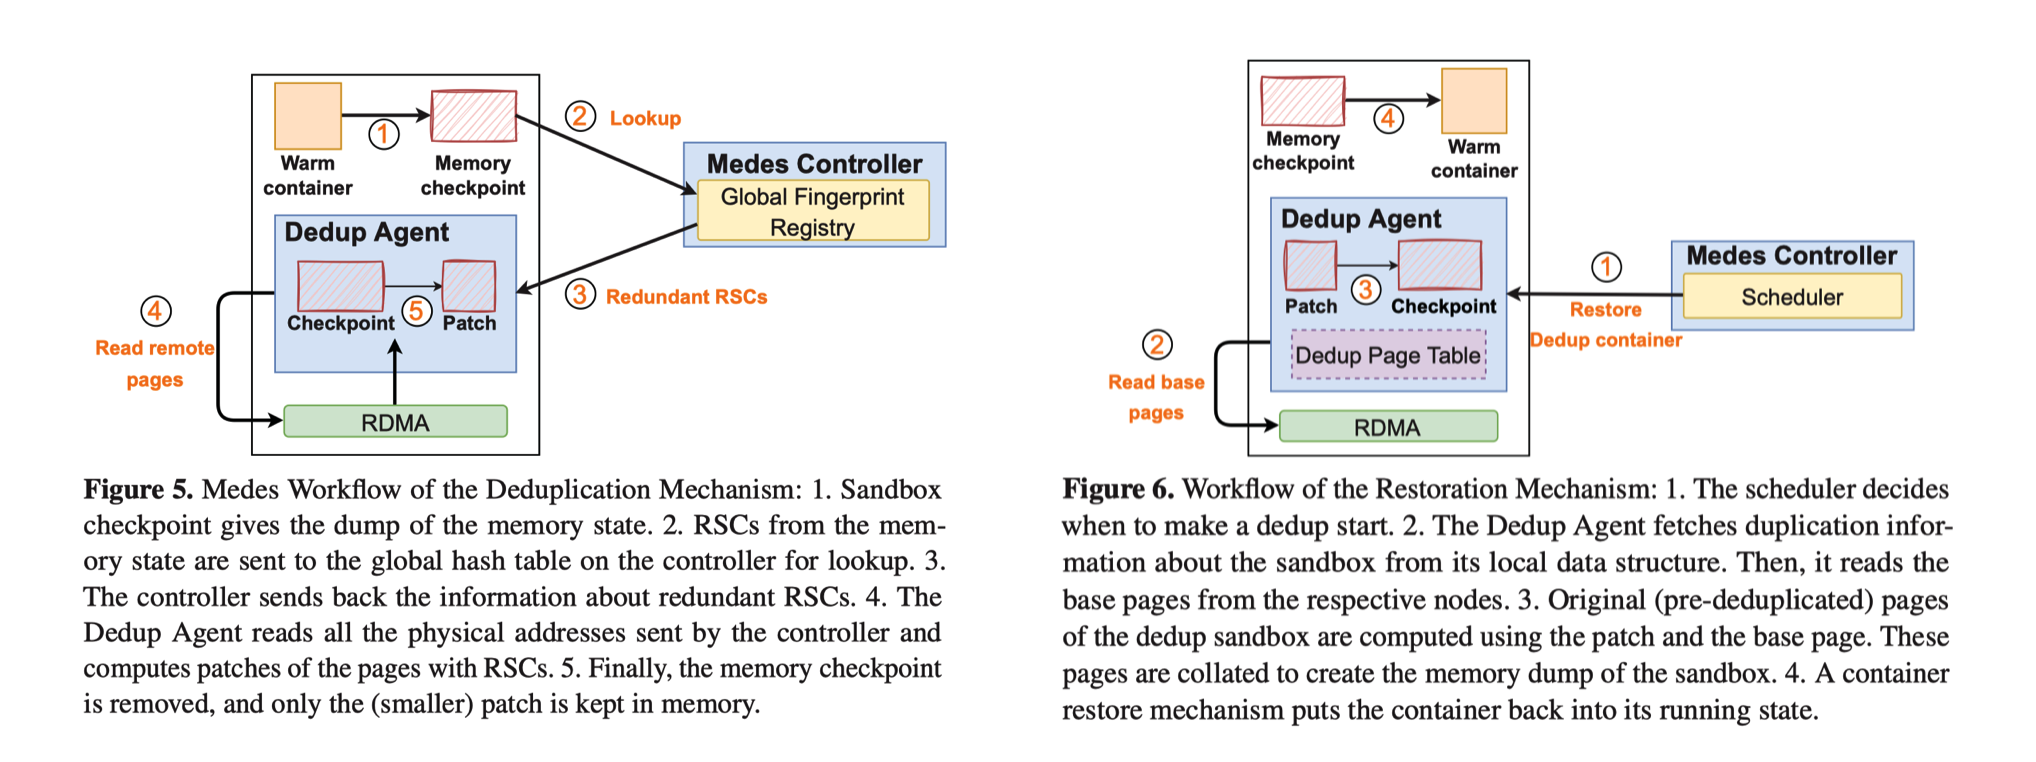 1
Warm
container
Memory
checkpoint
2 Lookup
Medes Controller
Global Fingerprint
Registry
3 Redundant RSCs
Dedup Agent
Checkpoint
5
Patch
4
Read remote
pages
RDMA
Figure 5. Medes Workflow of the Deduplication Mechanism: 1. Sandbox
checkpoint gives the dump of the memory state. 2. RSCs from the mem-
ory state are sent to the global hash table on the controller for lookup. 3.
The controller sends back the information about redundant RSCs. 4. The
Dedup Agent reads all the physical addresses sent by the controller and
computes patches of the pages with RSCs. 5. Finally, the memory checkpoint
is removed, and only the (smaller) patch is kept in memory.
4
Memory
checkpoint
Warm
container
Dedup Agent
3
Patch
Checkpoint
Dedup Page Table
1
Restore
Dedup container
Medes Controller
Scheduler
2
Read base
pages
RDMA
Figure 6. Workflow of the Restoration Mechanism: 1. The scheduler decides
when to make a dedup start. 2. The Dedup Agent fetches duplication infor-
mation about the sandbox from its local data structure. Then, it reads the
base pages from the respective nodes. 3. Original (pre-deduplicated) pages
of the dedup sandbox are computed using the patch and the base page. These
pages are collated to create the memory dump of the sandbox. 4. A container
restore mechanism puts the container back into its running state.